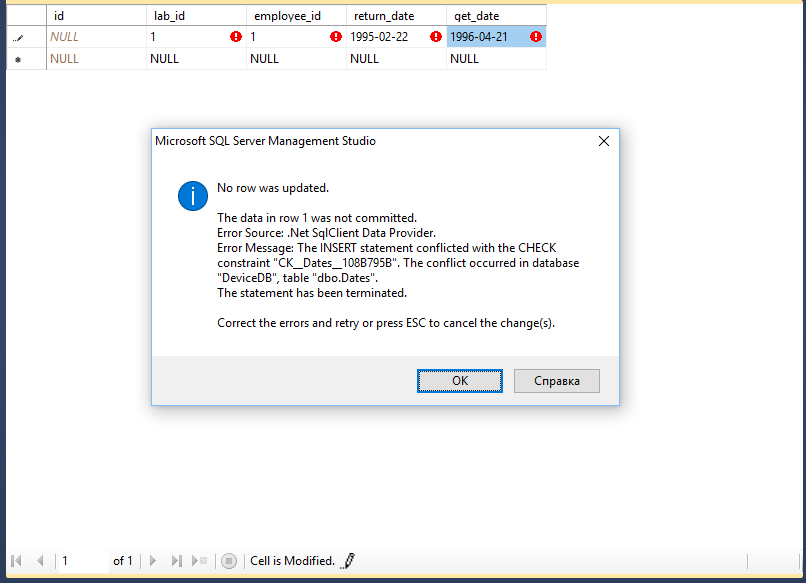 id lab_id employee_id return_date get_date
NULL 1 1 1995-02-22 1996-04-21
NULL NULL NULL NULL NULL
Microsoft SQL Server Management Studio
No row was updated.
The data in row 1 was not committed.
Error Source: .Net SqlClient Data Provider.
Error Message: The INSERT statement conflicted with the CHECK
constraint "CK__Dates__108B795B". The conflict occurred in database
"DeviceDB", table "dbo.Dates".
The statement has been terminated.
Correct the errors and retry or press ESC to cancel the change(s).
OK Справка
1 of 1 Cell is Modified.